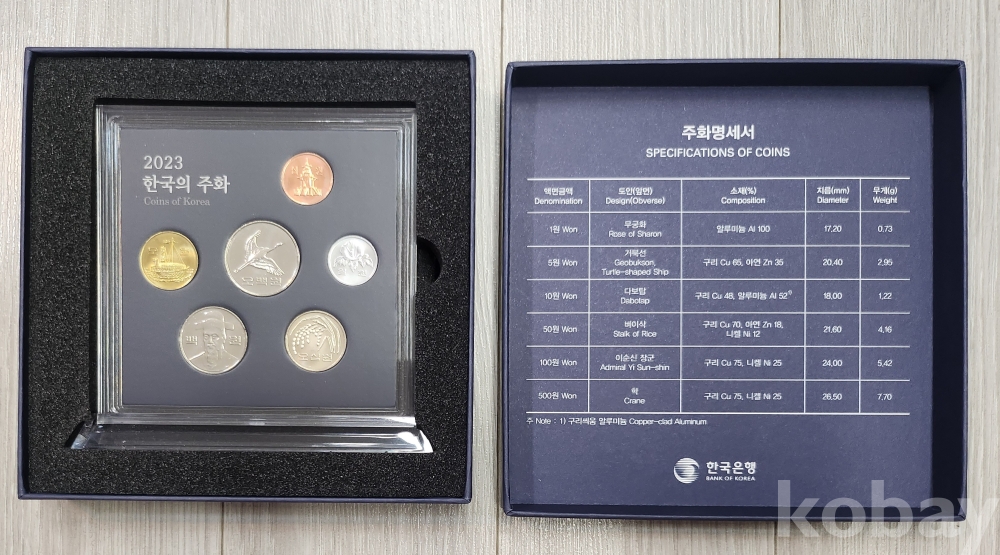 2023
한국의 주화
Coins of Korea
오백원
백 원
오십원
주화명세서
SPECIFICATIONS OF COINS
액면금액 도안(앞면) 소재(%) 지름(mm) 무게(g)
Denomination Design(Obverse) Composition Diameter Weight
1원 Won 무궁화 Rose of Sharon 알루미늄 Al 100 17.20 0.73
5원 Won 거북선 Geobukson, Turtle-shaped Ship 구리 Cu 65, 아연 Zn 35 20.40 2.95
10원 Won 다보탑 Dabotap 구리 Cu 48, 알루미늄 Al 52¹⁾ 18.00 1.22
50원 Won 벼이삭 Stalk of Rice 구리 Cu 70, 아연 Zn 18, 니켈 Ni 12 21.60 4.16
100원 Won 이순신 장군 Admiral Yi Sun-shin 구리 Cu 75, 니켈 Ni 25 24.00 5.42
500원 Won 학 Crane 구리 Cu 75, 니켈 Ni 25 26.50 7.70
주 Note : 1) 구리씌움 알루미늄 Copper-clad Aluminum
한국은행
BANK OF KOREA
kobay